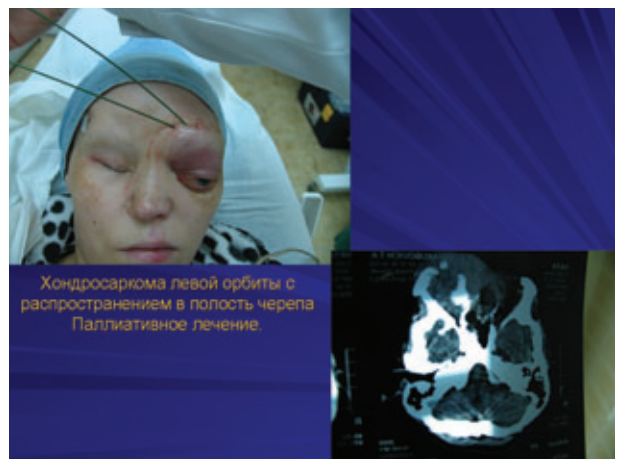 Хондросаркома левой орбиты с
распространением в полость черепа
Паллиативное лечение.